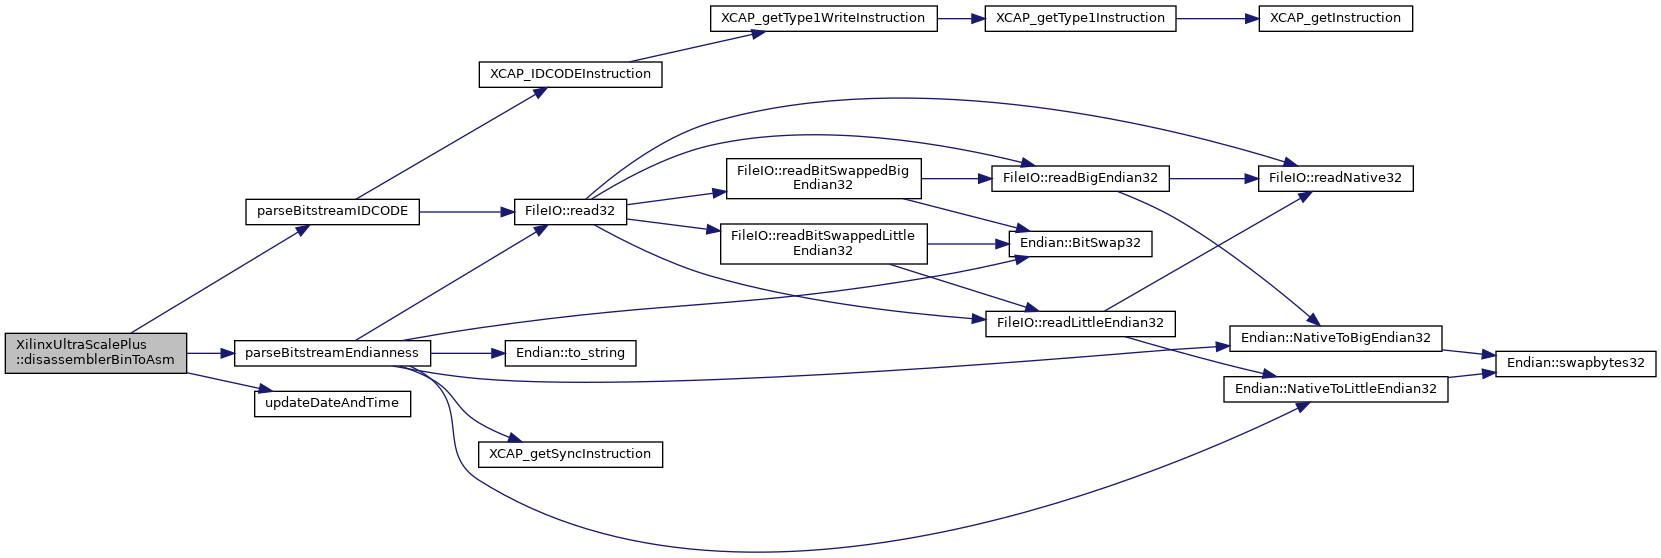 XCAP_getType1WriteInstruction
XCAP_getType1Instruction
XCAP_getInstruction
XCAP_IDCODEInstruction
FileIO::readBitSwappedBig
Endian32
FileIO::readBigEndian32
FileIO::readNative32
parseBitstreamIDCODE
FileIO::read32
FileIO::readBitSwappedLittle
Endian32
Endian::BitSwap32
FileIO::readLittleEndian32
XilinxUltraScalePlus
::disassemblerBinToAsm
parseBitstreamEndianness
Endian::to_string
Endian::NativeToBigEndian32
Endian::swapbytes32
Endian::NativeToLittleEndian32
updateDateAndTime
XCAP_getSyncInstruction